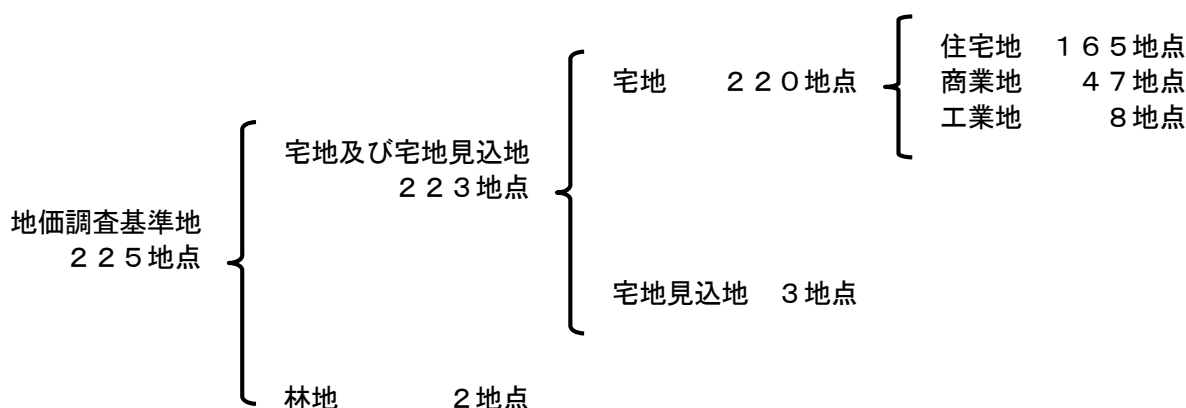 住宅地　１６５地点
宅地　　２２０地点　商業地　　４７地点
工業地　　　８地点
宅地及び宅地見込地
２２３地点
地価調査基準地
２２５地点
宅地見込地　３地点
林地　　　　２地点